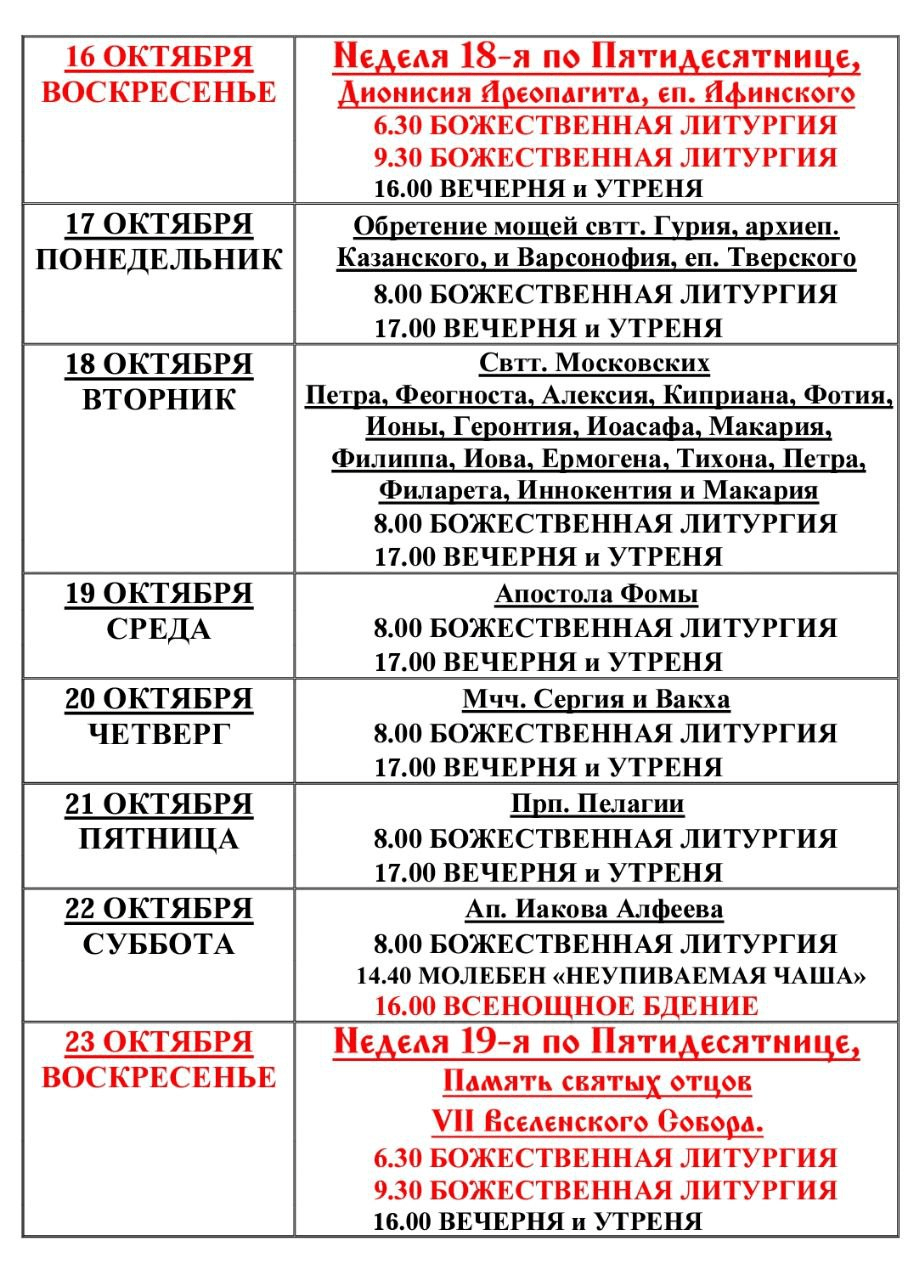 16 ОКТЯБРЯ
ВОСКРЕСЕНЬЕ
Неделя 18-я по Пятидесятнице,
Дионисия Ареопагита, еп. Афинского
6.30 БОЖЕСТВЕННАЯ ЛИТУРГИЯ
9.30 БОЖЕСТВЕННАЯ ЛИТУРГИЯ
16.00 ВЕЧЕРНЯ и УТРЕНЯ
17 ОКТЯБРЯ
ПОНЕДЕЛЬНИК
Обретение мощей свтт. Гурия, архиеп.
Казанского, и Варсонофия, еп. Тверского
8.00 БОЖЕСТВЕННАЯ ЛИТУРГИЯ
17.00 ВЕЧЕРНЯ и УТРЕНЯ
18 ОКТЯБРЯ
ВТОРНИК
Свтт. Московских
Петра, Феогноста, Алексия, Киприана, Фотия,
Ионы, Геронтия, Иоасафа, Макария,
Филиппа, Иова, Ермогена, Тихона, Петра,
Филарета, Иннокентия и Макария
8.00 БОЖЕСТВЕННАЯ ЛИТУРГИЯ
17.00 ВЕЧЕРНЯ и УТРЕНЯ
19 ОКТЯБРЯ
СРЕДА
Апостола Фомы
8.00 БОЖЕСТВЕННАЯ ЛИТУРГИЯ
17.00 ВЕЧЕРНЯ и УТРЕНЯ
20 ОКТЯБРЯ
ЧЕТВЕРГ
Мчч. Сергия и Вакха
8.00 БОЖЕСТВЕННАЯ ЛИТУРГИЯ
17.00 ВЕЧЕРНЯ и УТРЕНЯ
21 ОКТЯБРЯ
ПЯТНИЦА
Прп. Пелагии
8.00 БОЖЕСТВЕННАЯ ЛИТУРГИЯ
17.00 ВЕЧЕРНЯ и УТРЕНЯ
22 ОКТЯБРЯ
СУББОТА
Ап. Иакова Алфеева
8.00 БОЖЕСТВЕННАЯ ЛИТУРГИЯ
14.40 МОЛЕБЕН «НЕУПИВАЕМАЯ ЧАША»
16.00 ВСЕНОЩНОЕ БДЕНИЕ
23 ОКТЯБРЯ
ВОСКРЕСЕНЬЕ
Неделя 19-я по Пятидесятнице,
Память святых отцов
VII Вселенского Собора.
6.30 БОЖЕСТВЕННАЯ ЛИТУРГИЯ
9.30 БОЖЕСТВЕННАЯ ЛИТУРГИЯ
16.00 ВЕЧЕРНЯ и УТРЕНЯ